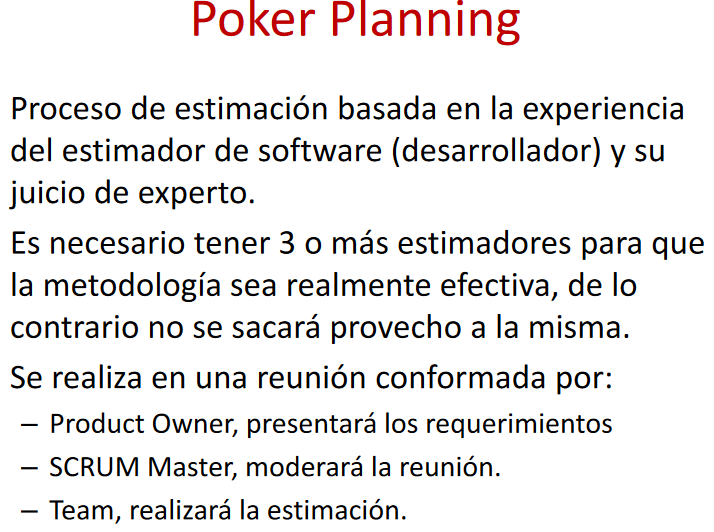 Poker Planning
Proceso de estimación basada en la experiencia
del estimador de software (desarrollador) y su
juicio de experto.
Es necesario tener 3 o más estimadores para que
la metodología sea realmente efectiva, de lo
contrario no se sacará provecho a la misma.
Se realiza en una reunión conformada por:
– Product Owner, presentará los requerimientos
– SCRUM Master, moderará la reunión.
– Team, realizará la estimación.